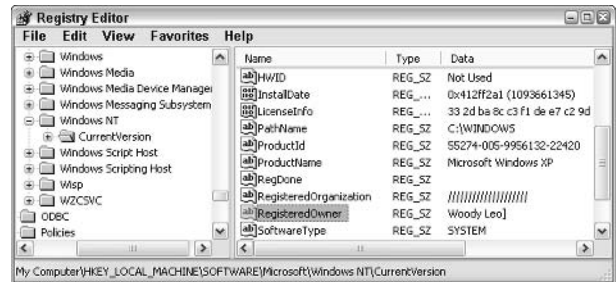 Registry Editor
File Edit View Favorites Help
Windows
Windows Media
Windows Media Device Manager
Windows Messaging Subsystem
Windows NT
CurrentVersion
Windows Script Host
Windows Scripting Host
Wisp
WZCSVC
ODBC
Policies
Name Type Data
HWID REG_SZ Not Used
InstallDate REG_... 0x412ff2a1 (1093661345)
LicenseInfo REG_... 33 2d ba 8c c3 f1 de e7 c2 9d
PathName REG_SZ C:\WINDOWS
ProductId REG_SZ 55274-005-9956132-22420
ProductName REG_SZ Microsoft Windows XP
RegDone REG_SZ
RegisteredOrganization REG_SZ
RegisteredOwner REG_SZ Woody Leo]
SoftwareType REG_SZ SYSTEM
My Computer\HKEY_LOCAL_MACHINE\SOFTWARE\Microsoft\Windows NT\CurrentVersion